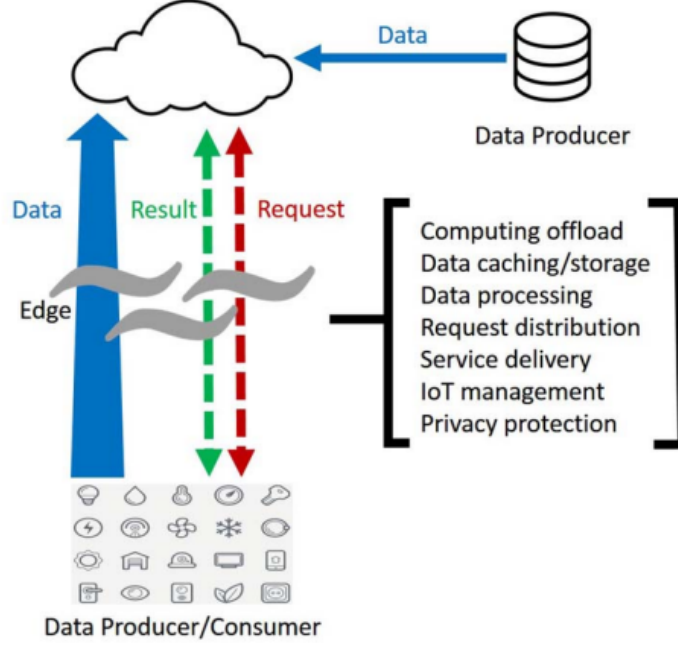 Data
Data Producer
Data
Result
Request
Edge
Computing offload
Data caching/storage
Data processing
Request distribution
Service delivery
IoT management
Privacy protection
Data Producer/Consumer